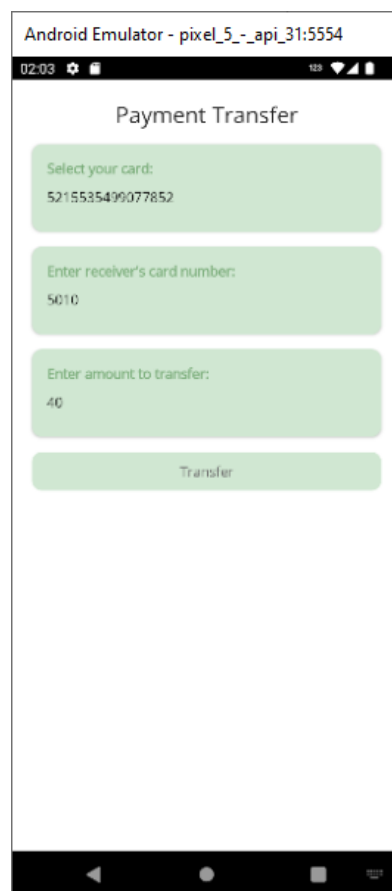 Android Emulator - pixel_5_-_api_31:5554
02:03 123
Payment Transfer
Select your card:
5215535499077852
Enter receiver's card number:
5010
Enter amount to transfer:
40
Transfer